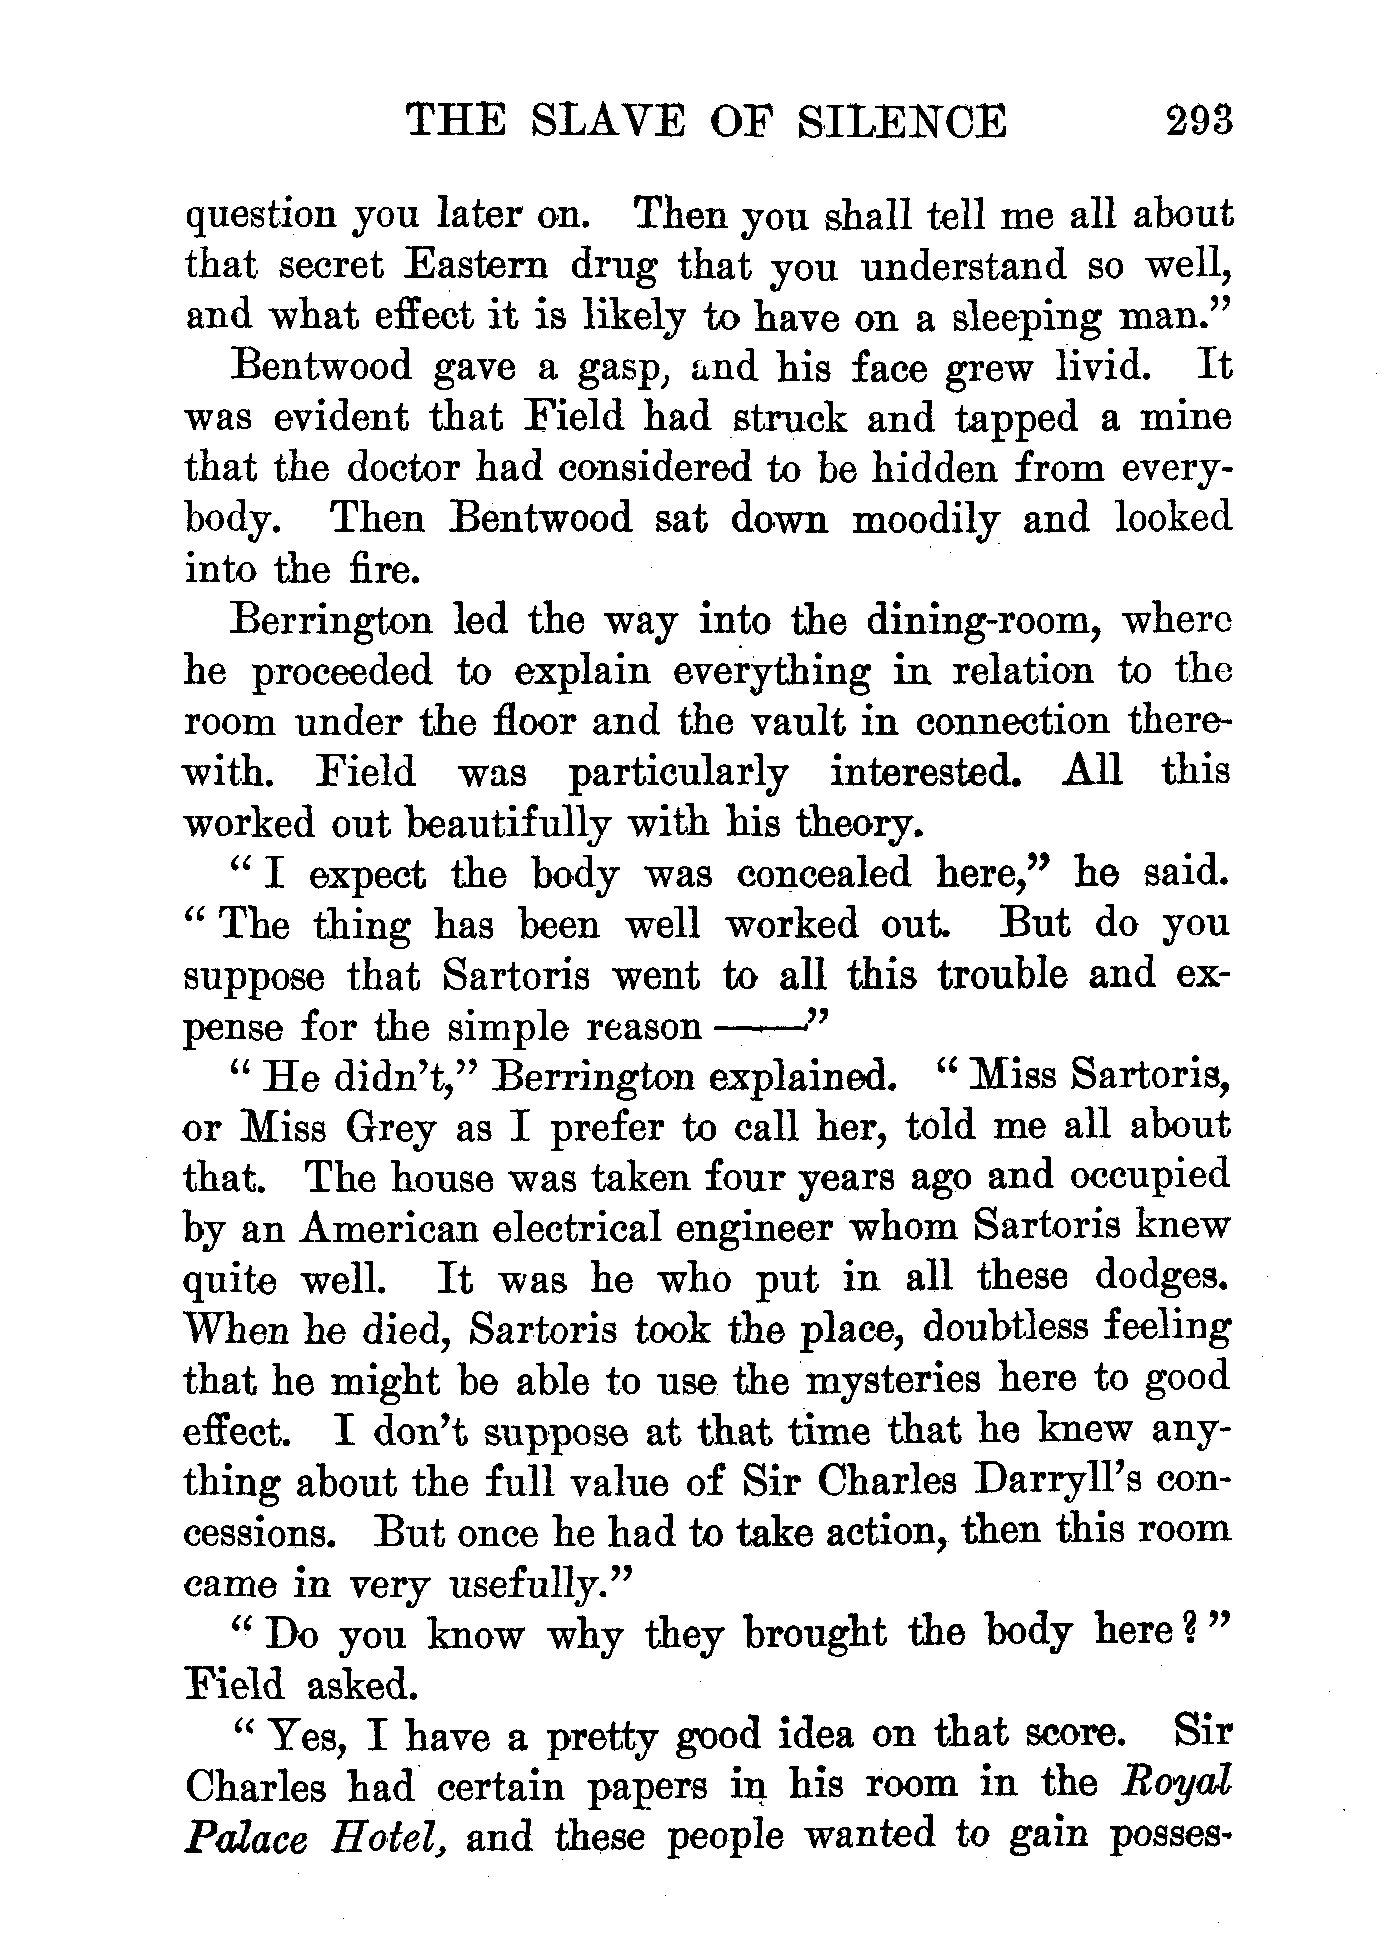 THE SLAVE OF SILENCE 293
question you later on. Then you shall tell me all about
that secret Eastern drug that you understand so well,
and what effect it is likely to have on a sleeping man.”
Bentwood gave a gasp, and his face grew livid. It
was evident that Field had struck and tapped a mine
that the doctor had considered to be hidden from every-
body. Then Bentwood sat down moodily and looked
into the fire.
Berrington led the way into the dining-room, where
he proceeded to explain everything in relation to the
room under the floor and the vault in connection there-
with. Field was particularly interested. All this
worked out beautifully with his theory.
“ I expect the body was concealed here,” he said.
“ The thing has been well worked out. But do you
suppose that Sartoris went to all this trouble and ex-
pense for the simple reason ——”
“ He didn’t,” Berrington explained. “ Miss Sartoris,
or Miss Grey as I prefer to call her, told me all about
that. The house was taken four years ago and occupied
by an American electrical engineer whom Sartoris knew
quite well. It was he who put in all these dodges.
When he died, Sartoris took the place, doubtless feeling
that he might be able to use the mysteries here to good
effect. I don’t suppose at that time that he knew any-
thing about the full value of Sir Charles Darryll’s con-
cessions. But once he had to take action, then this room
came in very usefully.”
“ Do you know why they brought the body here ? ”
Field asked.
“ Yes, I have a pretty good idea on that score. Sir
Charles had certain papers in his room in the Royal
Palace Hotel, and these people wanted to gain posses-